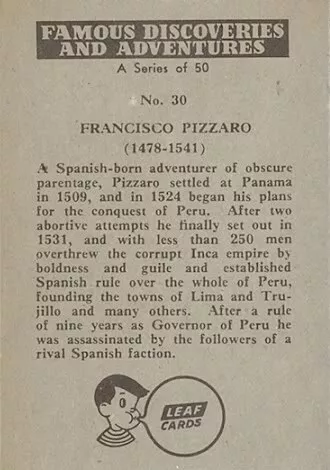 FAMOUS DISCOVERIES
AND ADVENTURES
A Series of 50
No. 30
FRANCISCO PIZZARO
(1478-1541)
A Spanish-born adventurer of obscure
parentage, Pizzaro settled at Panama
in 1509, and in 1524 began his plans
for the conquest of Peru. After two
abortive attempts he finally set out in
1531, and with less than 250 men
overthrew the corrupt Inca empire by
boldness and guile and established
Spanish rule over the whole of Peru,
founding the towns of Lima and Tru-
jillo and many others. After a rule
of nine years as Governor of Peru he
was assassinated by the followers of a
rival Spanish faction.
LEAF
CARDS